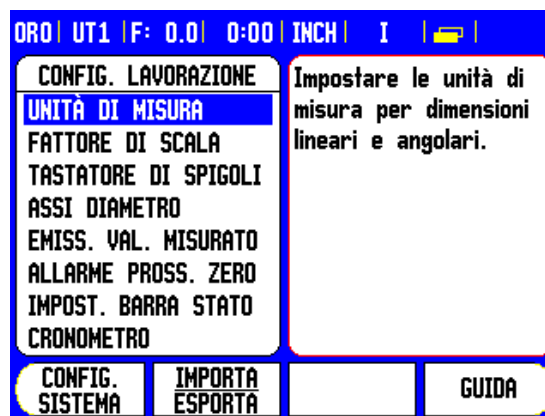 ORO| UT1 |F: 0.0| 0:00|INCH| I | |
CONFIG. LAVORAZIONE
UNITÀ DI MISURA
FATTORE DI SCALA
TASTATORE DI SPIGOLI
ASSI DIAMETRO
EMISS. VAL. MISURATO
ALLARME PROSS. ZERO
IMPOST. BARRA STATO
CRONOMETRO
Impostare le unità di
misura per dimensioni
lineari e angolari.
CONFIG.
SISTEMA
IMPORTA
ESPORTA
GUIDA